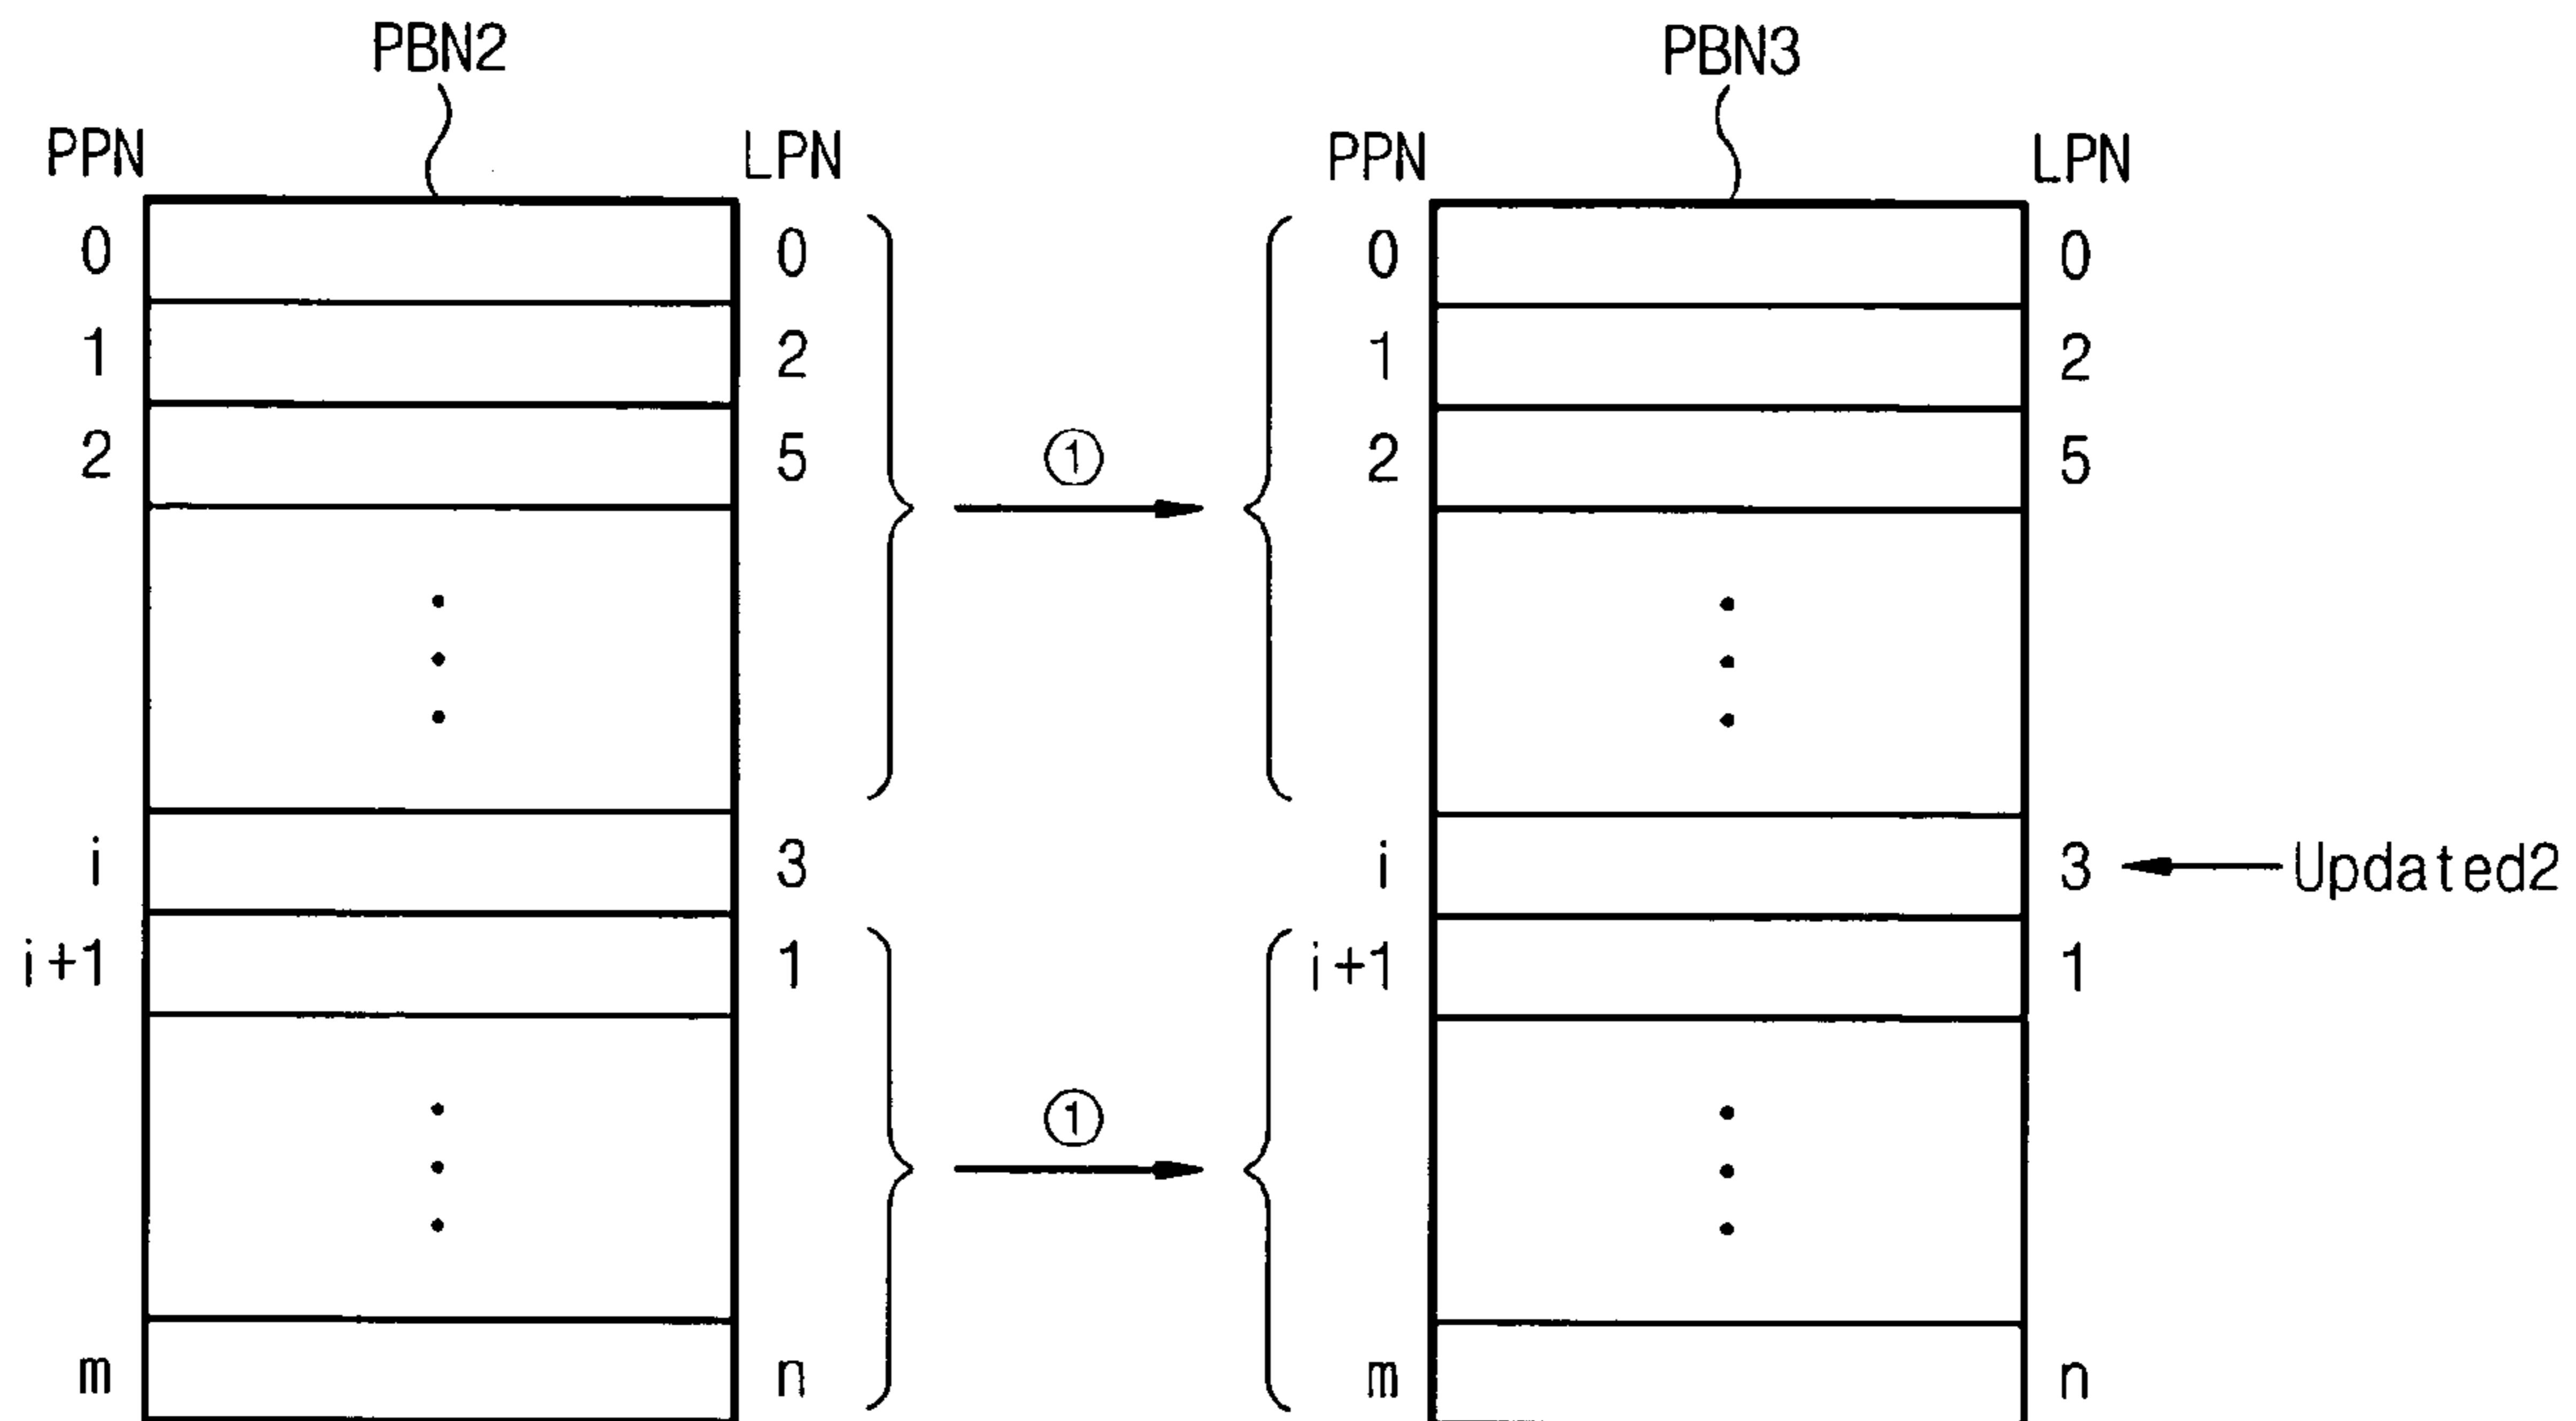 PBN2 PBN3
PPN LPN PPN LPN
0 0 0 0
1 2 1 2
2 5 ① 2 5
i 3 i 3 Updated2
i+1 1 i+1 1
①
m n m n